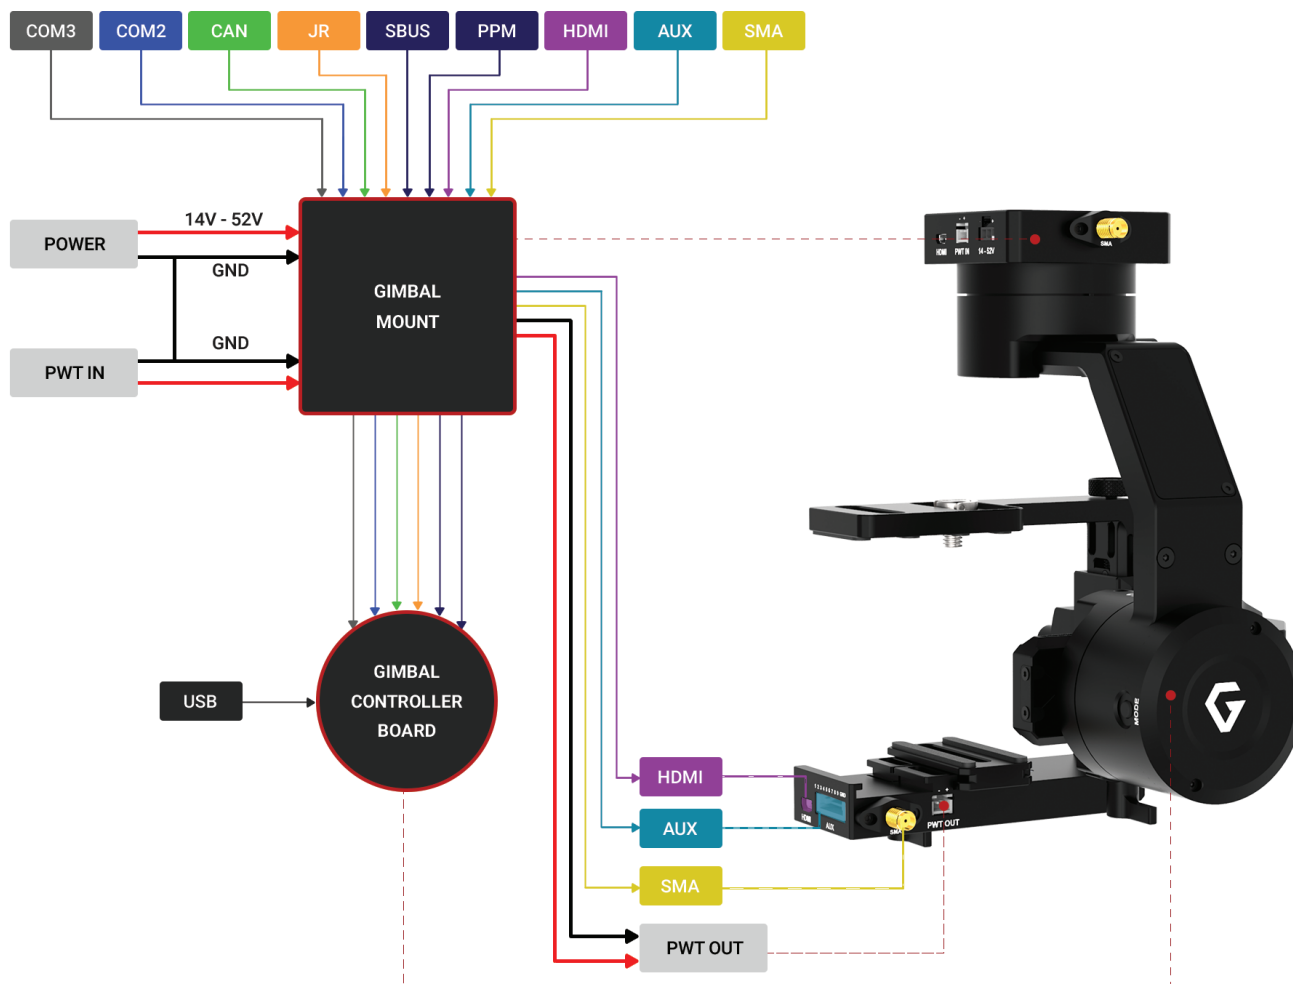 COM3
COM2
CAN
JR
SBUS
PPM
HDMI
AUX
SMA
POWER
14V - 52V
GND
GND
PWT IN
GIMBAL
MOUNT
HDMI
PWT IN
14 - 52V
SMA
MODE
USB
GIMBAL
CONTROLLER
BOARD
HDMI
AUX
SMA
PWT OUT
HDMI
AUX
SMA
PWT OUT